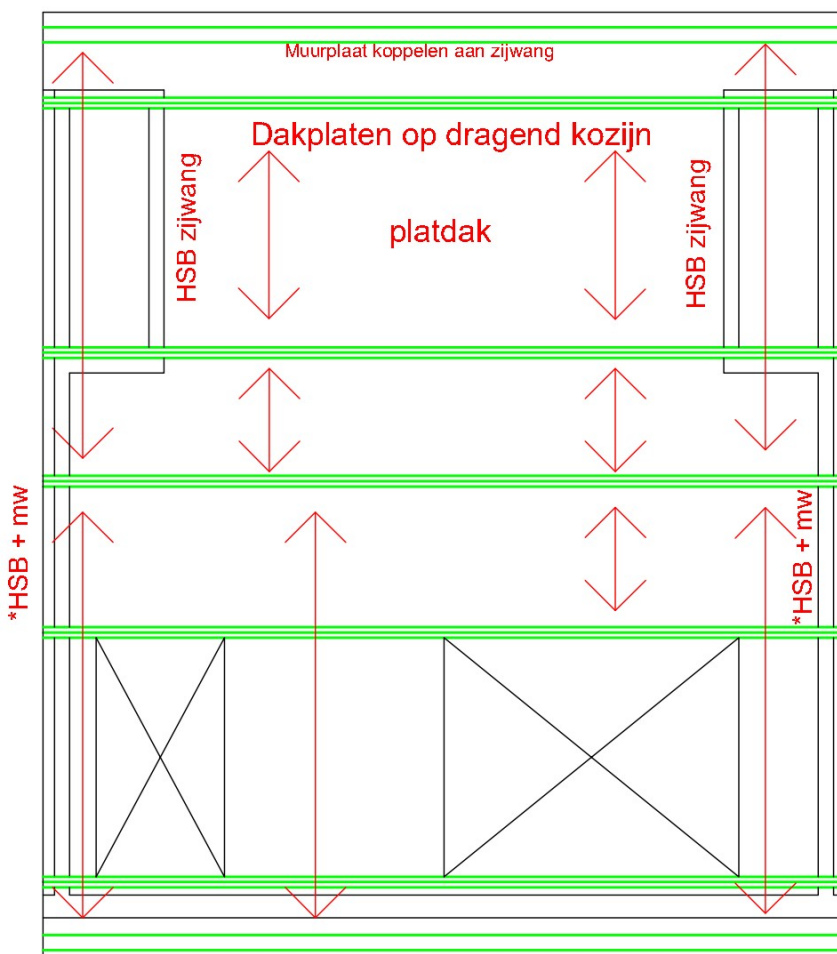 Muurplaat koppelen aan zijwang
Dakplaten op dragend kozijn
HSB zijwang
platdak
HSB zijwang
*HSB + mw
*HSB + mw